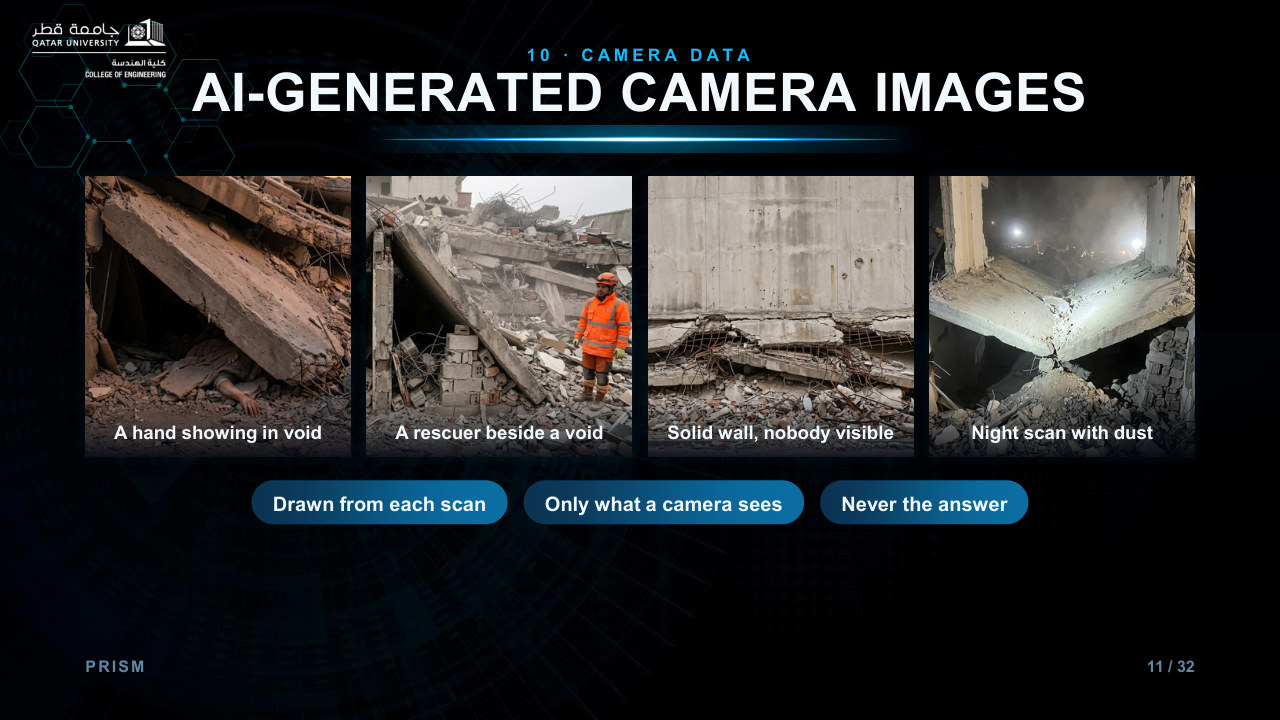 جامعة قطر
QATAR UNIVERSITY
كلية الهندسة
COLLEGE OF ENGINEERING
10 · CAMERA DATA
AI-GENERATED CAMERA IMAGES
A hand showing in void
A rescuer beside a void
Solid wall, nobody visible
Night scan with dust
Drawn from each scan
Only what a camera sees
Never the answer
PRISM
11 / 32